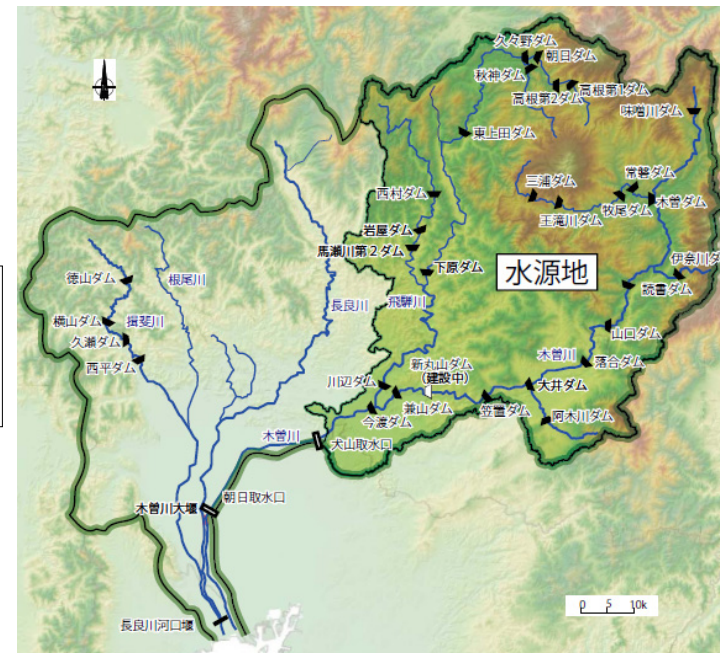 久々野ダム
朝日ダム
秋神ダム
高根第2ダム
高根第1ダム
味噌川ダム
東上田ダム
三浦ダム
常磐ダム
西村ダム
王滝川ダム
牧尾ダム
木曽ダム
岩屋ダム
馬瀬川第2ダム
下原ダム
水源地
伊奈川ダ
読書ダム
徳山ダム
根尾川
長良川
飛騨川
横山ダム
揖斐川
山口ダム
久瀬ダム
木曽川
西平ダム
新丸山ダム
(建設中)
落合ダム
川辺ダム
大井ダム
兼山ダム
笠置ダム
今渡ダム
阿木川ダム
木曽川
犬山取水口
朝日取水口
木曽川大堰
0 5 10k
長良川河口堰